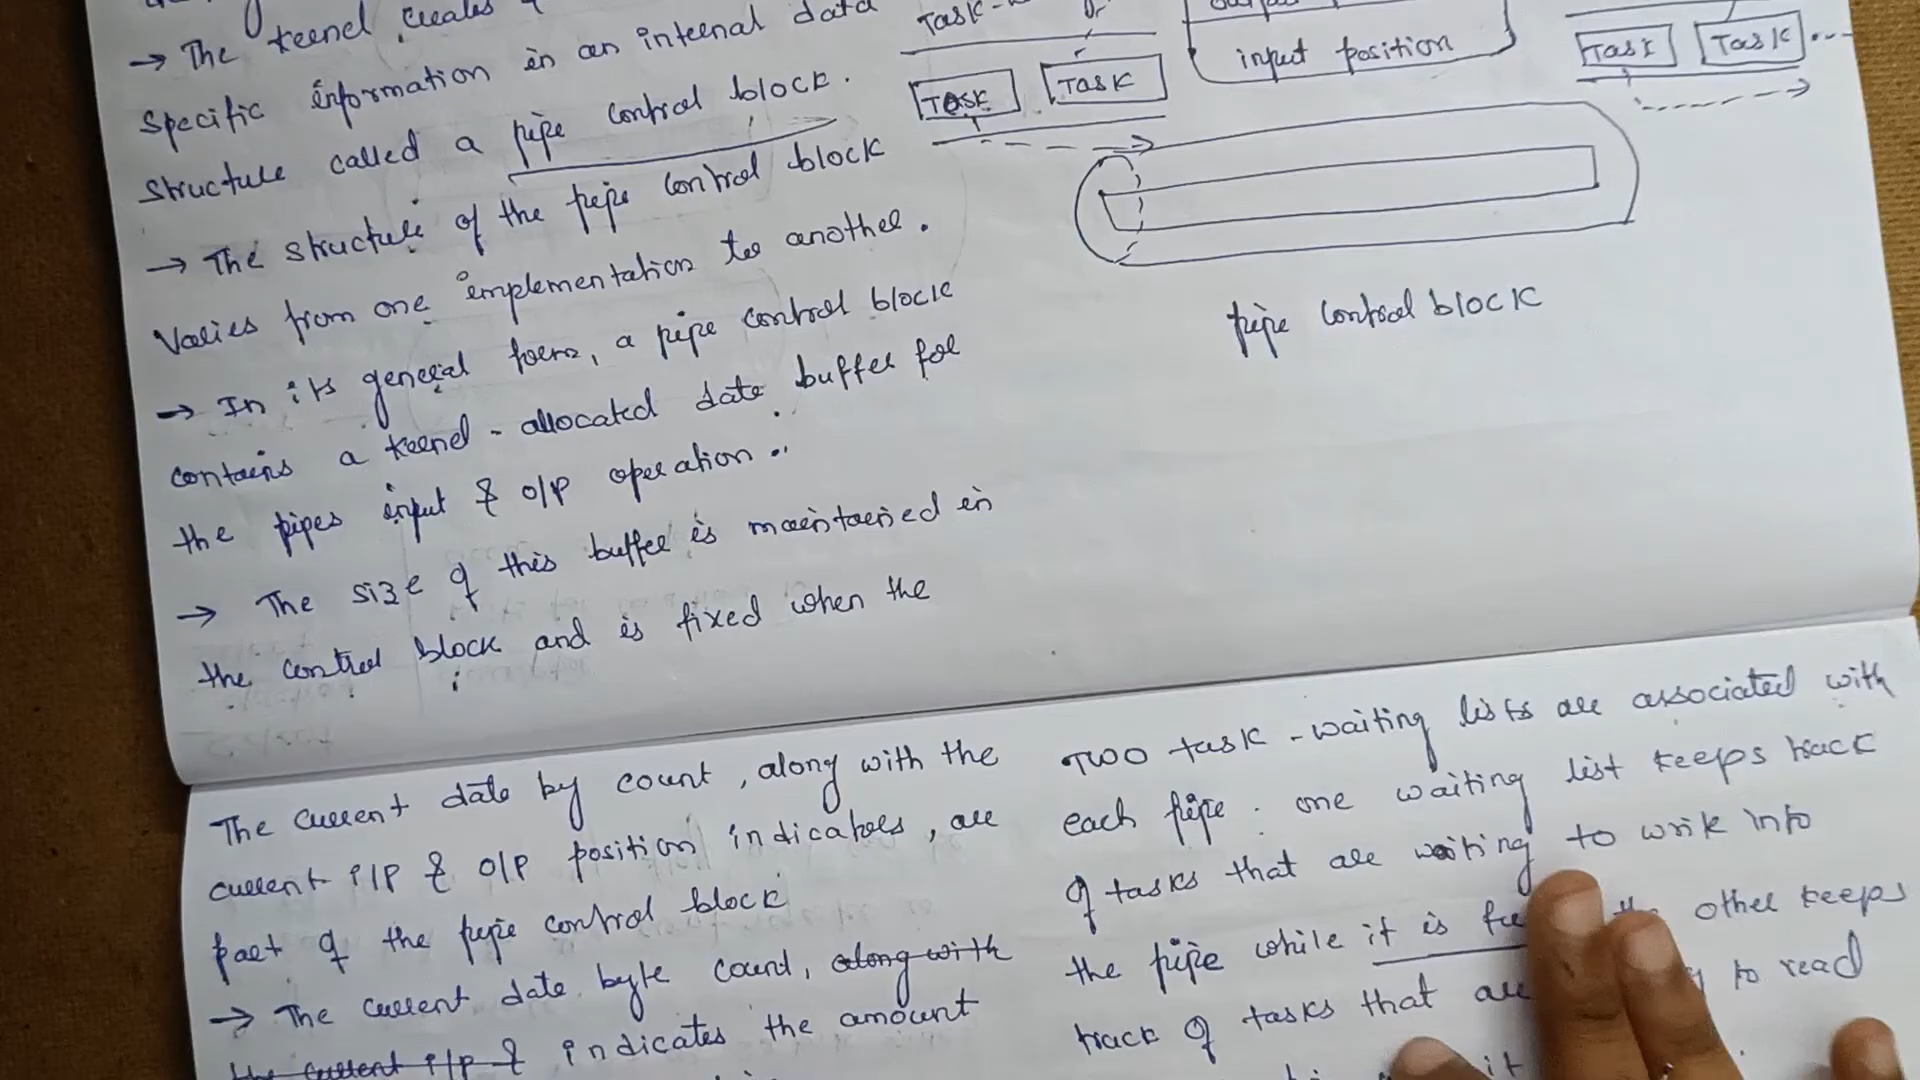 → The kernel creates
Specific information in an internal data
structure called a pipe control block.
→ The structure of the pipe control block
Varies from one implementation to another.
→ In its general form, a pipe control block
contains a kernel - allocated data buffer for
the pipes input & o/p operation.
→ The size of this buffer is maintained in
the control block and is fixed when the
Task-
TASK TASK
input position
TASK TASK
pipe control block
The current data by count, along with the
current i/p & o/p position indicators, are
part of the pipe control block
→ The current data byte count, along with
the current i/p & indicates the amount
Two task - waiting lists are associated with
each pipe. one waiting list keeps track
of tasks that are waiting to write into
the pipe while it is the other keeps
track of tasks that are to read
it